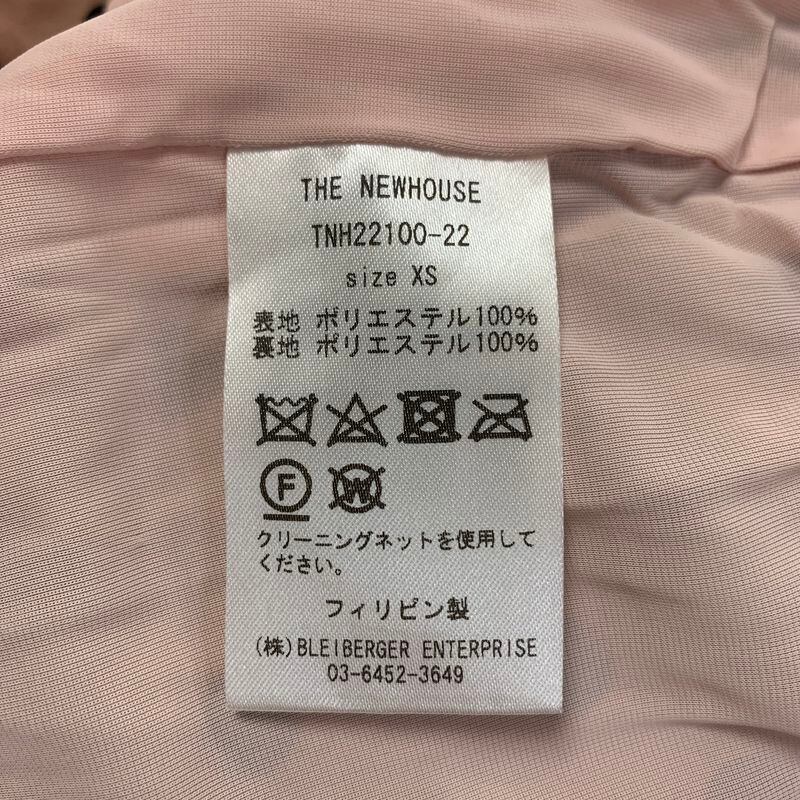 THE NEWHOUSE
TNH22100-22
size XS
表地 ポリエステル100%
裏地 ポリエステル100%
F
W
クリーニングネットを使用して
ください。
フィリピン製
(株)BLEIBERGER ENTERPRISE
03-6452-3649